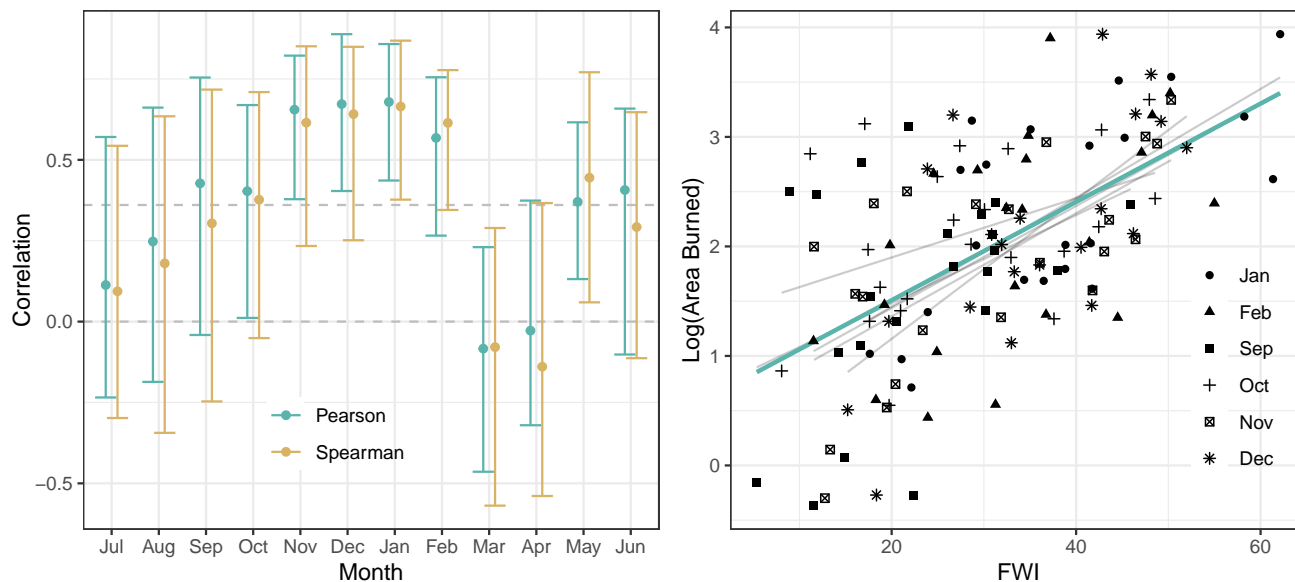 Correlation
0.5
0.0
−0.5
Pearson
Spearman
Jul Aug Sep Oct Nov Dec Jan Feb Mar Apr May Jun
Month
Log(Area Burned)
4
3
2
1
0
Jan
Feb
Sep
Oct
Nov
Dec
20 40 60
FWI